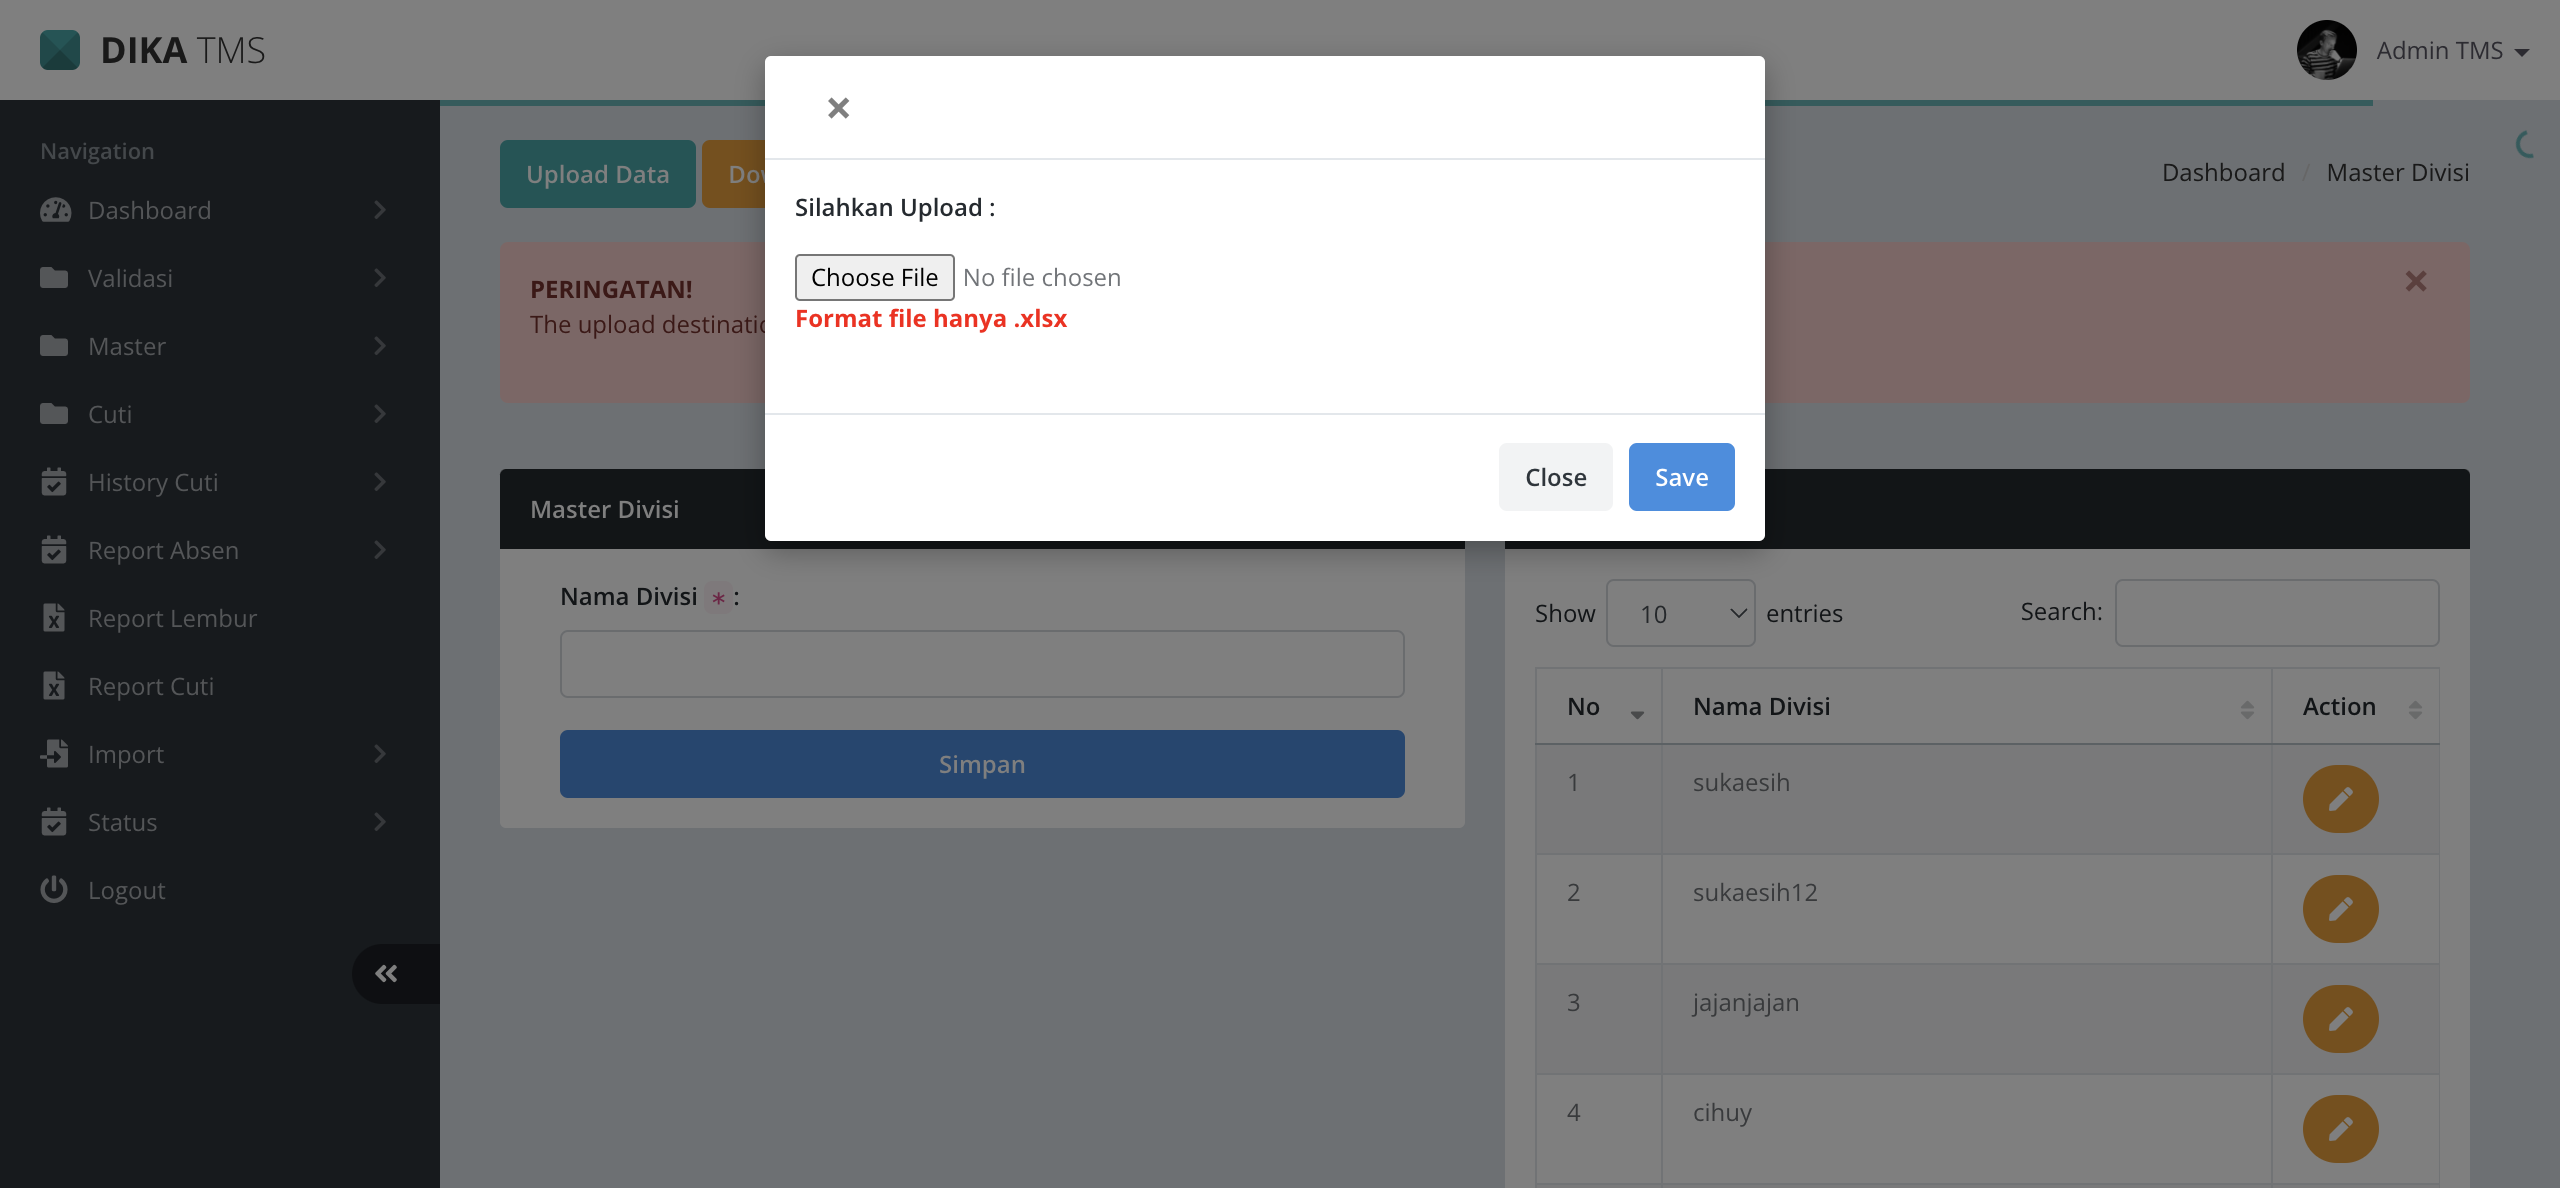 DIKA TMS
Admin TMS
Navigation
Dashboard
Validasi
Master
Cuti
History Cuti
Report Absen
Report Lembur
Report Cuti
Import
Status
Logout
Upload Data
Dashboard / Master Divisi
PERINGATAN!
The upload
Silahkan Upload :
Choose File No file chosen
Format file hanya .xlsx
Close
Save
Master Divisi
Nama Divisi * :
Simpan
Show 10 entries
Search:
No Nama Divisi Action
1 sukaesih
2 sukaesih12
3 jajanjajan
4 cihuy